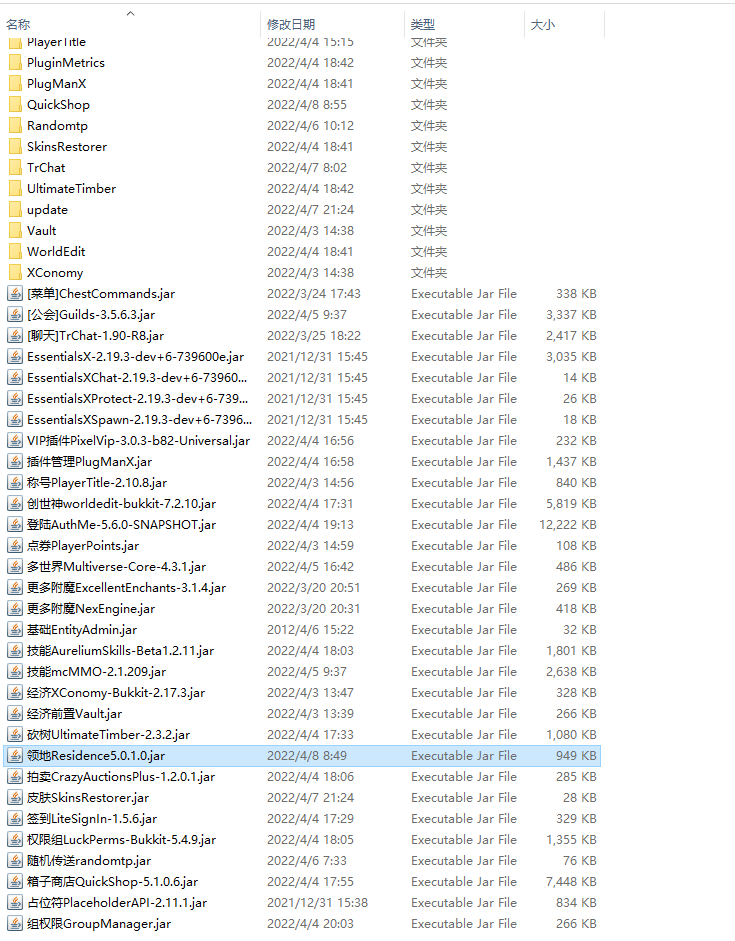 名称 修改日期 类型 大小
PlayerTitle 2022/4/4 15:15 文件夹
PluginMetrics 2022/4/4 18:42 文件夹
PlugManX 2022/4/4 18:41 文件夹
QuickShop 2022/4/8 8:55 文件夹
Randomtp 2022/4/6 10:12 文件夹
SkinsRestorer 2022/4/4 18:41 文件夹
TrChat 2022/4/7 8:02 文件夹
UltimateTimber 2022/4/4 18:42 文件夹
update 2022/4/7 21:24 文件夹
Vault 2022/4/3 14:38 文件夹
WorldEdit 2022/4/4 18:41 文件夹
XConomy 2022/4/3 14:38 文件夹
[菜单]ChestCommands.jar 2022/3/24 17:43 Executable Jar File 338 KB
[公会]Guilds-3.5.6.3.jar 2022/4/5 9:37 Executable Jar File 3,337 KB
[聊天]TrChat-1.90-R8.jar 2022/3/25 18:22 Executable Jar File 2,417 KB
EssentialsX-2.19.3-dev+6-739600e.jar 2021/12/31 15:45 Executable Jar File 3,035 KB
EssentialsXChat-2.19.3-dev+6-73960... 2021/12/31 15:45 Executable Jar File 14 KB
EssentialsXProtect-2.19.3-dev+6-739... 2021/12/31 15:45 Executable Jar File 26 KB
EssentialsXSpawn-2.19.3-dev+6-7396... 2021/12/31 15:45 Executable Jar File 18 KB
VIP插件PixelVip-3.0.3-b82-Universal.jar 2022/4/4 16:56 Executable Jar File 232 KB
插件管理PlugManX.jar 2022/4/4 16:58 Executable Jar File 1,437 KB
称号PlayerTitle-2.10.8.jar 2022/4/3 14:56 Executable Jar File 840 KB
创世神worldedit-bukkit-7.2.10.jar 2022/4/4 17:31 Executable Jar File 5,819 KB
登陆AuthMe-5.6.0-SNAPSHOT.jar 2022/4/4 19:13 Executable Jar File 12,222 KB
点券PlayerPoints.jar 2022/4/3 14:59 Executable Jar File 108 KB
多世界Multiverse-Core-4.3.1.jar 2022/4/5 16:42 Executable Jar File 486 KB
更多附魔ExcellentEnchants-3.1.4.jar 2022/3/20 20:51 Executable Jar File 269 KB
更多附魔NexEngine.jar 2022/3/20 20:31 Executable Jar File 418 KB
基础EntityAdmin.jar 2012/4/6 15:22 Executable Jar File 32 KB
技能AureliumSkills-Beta1.2.11.jar 2022/4/4 18:03 Executable Jar File 1,801 KB
技能mcMMO-2.1.209.jar 2022/4/5 9:37 Executable Jar File 2,638 KB
经济XConomy-Bukkit-2.17.3.jar 2022/4/3 13:47 Executable Jar File 328 KB
经济前置Vault.jar 2022/4/3 13:39 Executable Jar File 266 KB
砍树UltimateTimber-2.3.2.jar 2022/4/4 17:33 Executable Jar File 1,080 KB
领地Residence5.0.1.0.jar 2022/4/8 8:49 Executable Jar File 949 KB
拍卖CrazyAuctionsPlus-1.2.0.1.jar 2022/4/4 18:06 Executable Jar File 285 KB
皮肤SkinsRestorer.jar 2022/4/7 21:24 Executable Jar File 28 KB
签到LiteSignIn-1.5.6.jar 2022/4/4 17:29 Executable Jar File 329 KB
权限组LuckPerms-Bukkit-5.4.9.jar 2022/4/4 18:05 Executable Jar File 1,355 KB
随机传送randomtp.jar 2022/4/6 7:33 Executable Jar File 76 KB
箱子商店QuickShop-5.1.0.6.jar 2022/4/4 17:55 Executable Jar File 7,448 KB
占位符PlaceholderAPI-2.11.1.jar 2021/12/31 15:38 Executable Jar File 834 KB
组权限GroupManager.jar 2022/4/4 20:03 Executable Jar File 266 KB